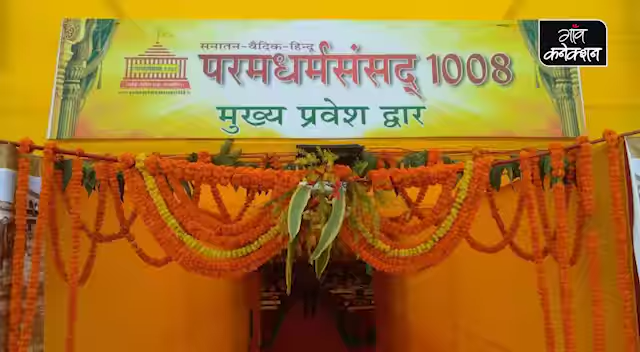 गाँव
कनेक्शन
सनातन-वैदिक-हिन्दू
परमधर्मसंसद् 1008
मुख्य प्रवेश द्वार